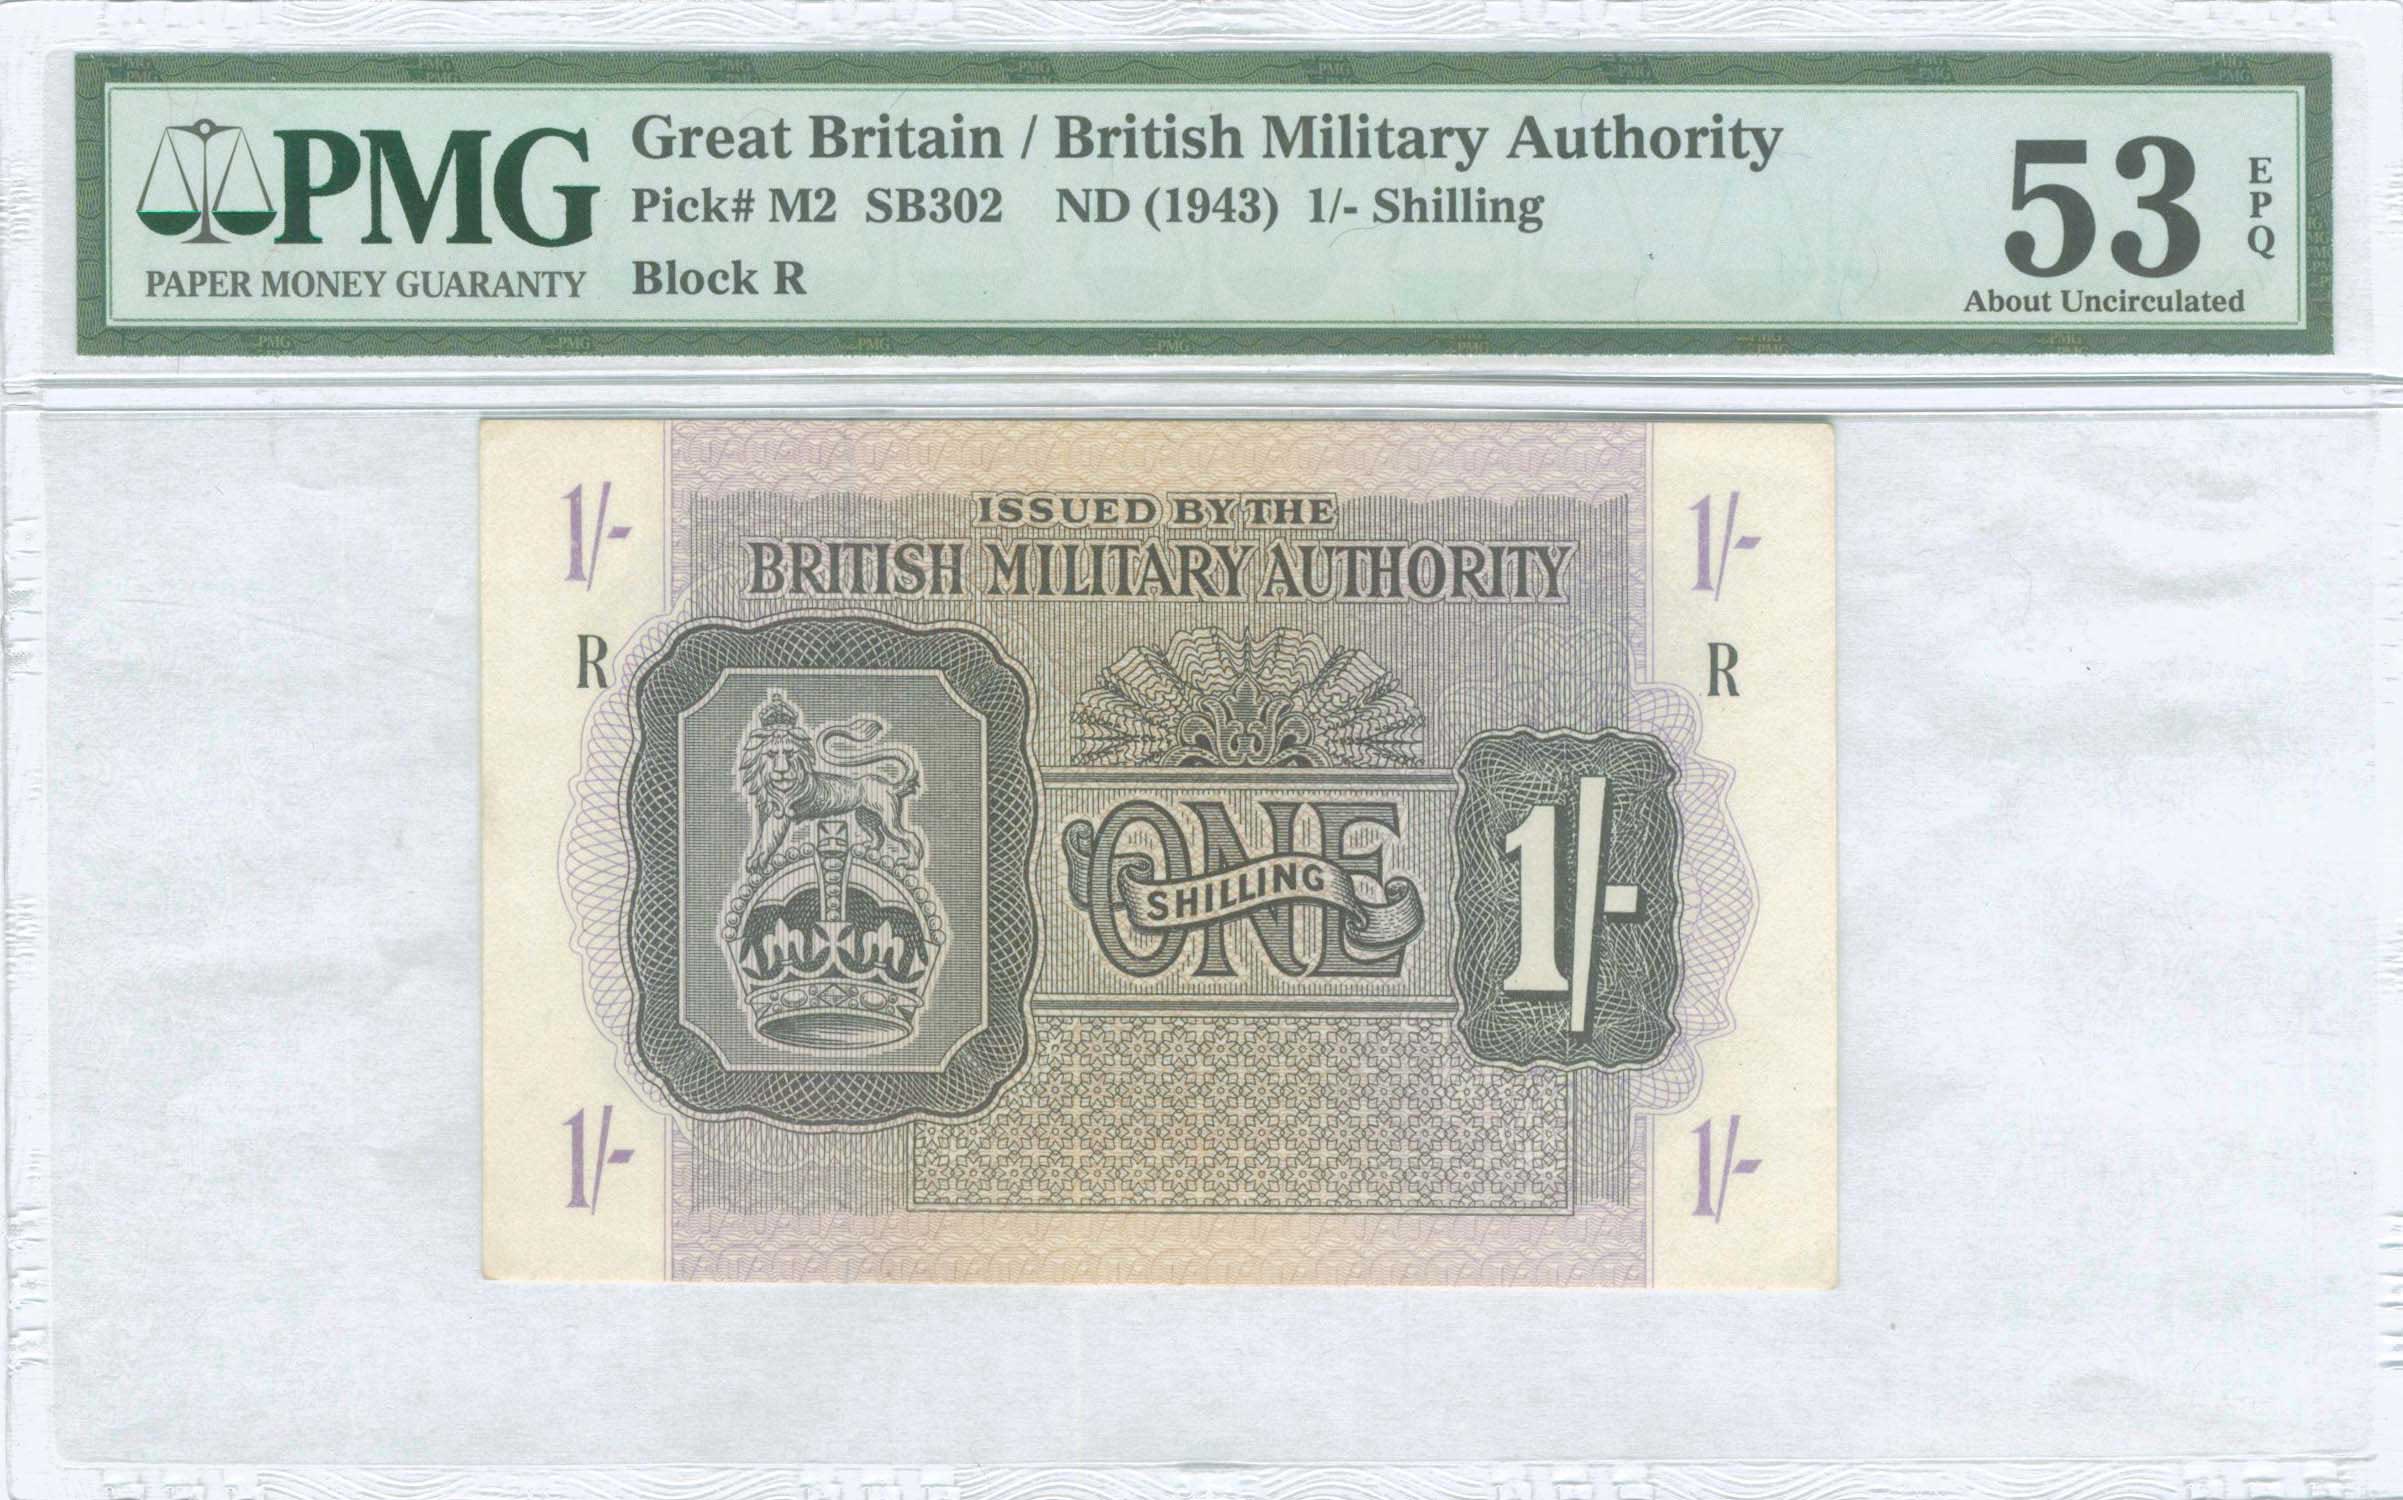 PMG
PAPER MONEY GUARANTY
Great Britain / British Military Authority
Pick# M2 SB302 ND (1943) 1/- Shilling
Block R
53
EPQ
About Uncirculated
1/-
ISSUED BY THE
1/-
BRITISH MILITARY AUTHORITY
R
R
ONE
SHILLING
1/-
1/-
1/-